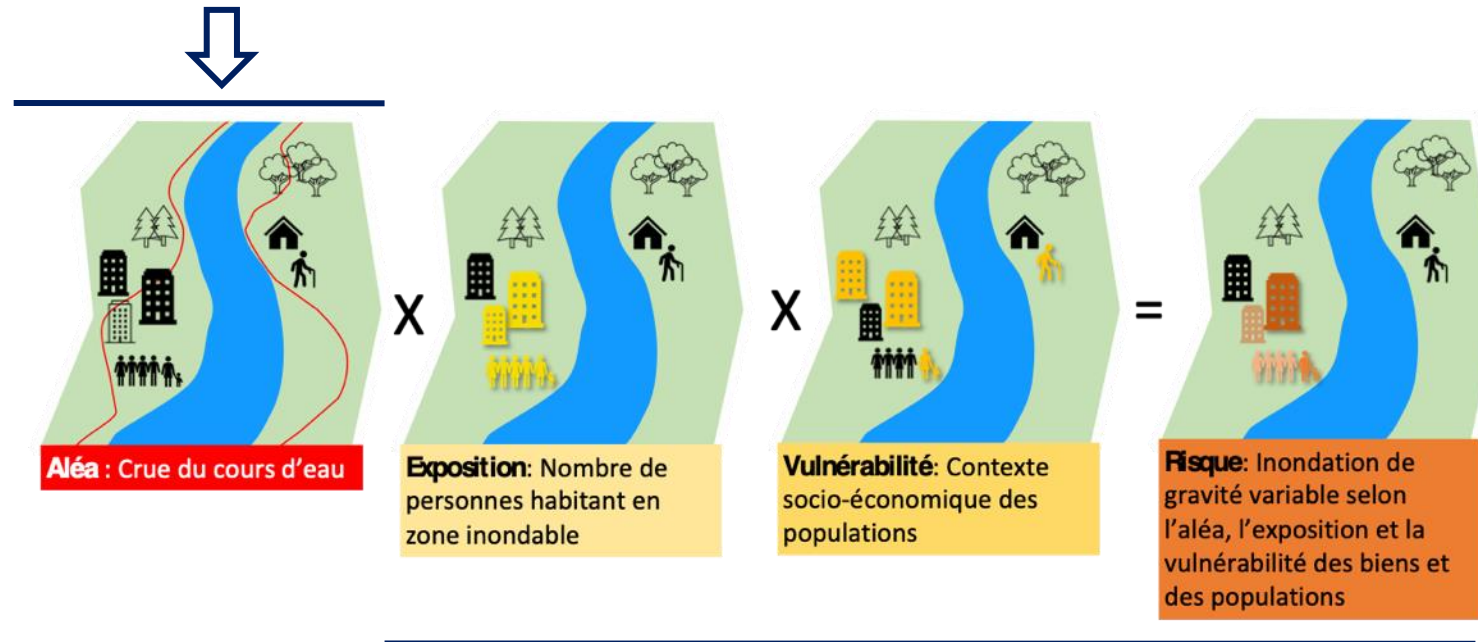 X
X
=
Aléa : Crue du cours d'eau
Exposition: Nombre de
personnes habitant en
zone inondable
Vulnérabilité: Contexte
socio-économique des
populations
Risque: Inondation de
gravité variable selon
l'aléa, l'exposition et la
vulnérabilité des biens et
des populations